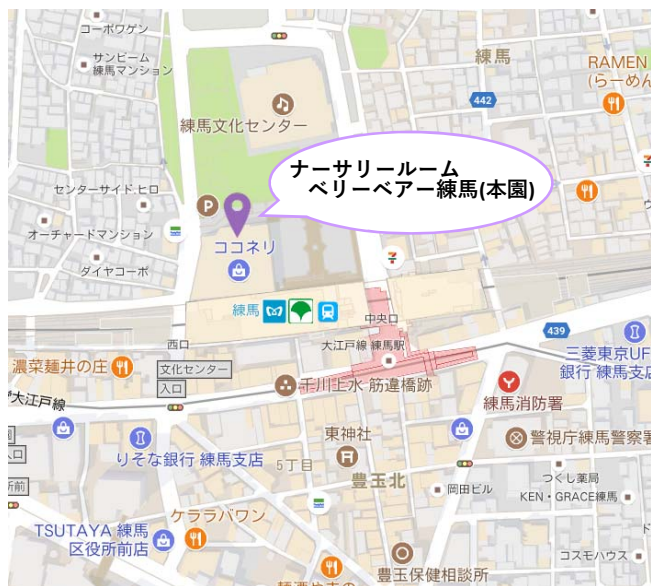 コーポワゲン
サンビーム
練馬マンション
練馬
RAMEN
(らーめん
442
練馬文化センター
ナーサリールーム
ベリーベアー練馬(本園)
センターサイド ヒロ
P
オーチャードマンション
ココネリ
ダイヤコーポ
7
練馬
中央口
西口
大江戸線 練馬駅
439
三菱東京UF
銀行 練馬支店
濃菜麺井の庄
文化センター
入口
千川上水 筋違橋跡
練馬消防署
大江戸線
東神社
警視庁練馬警察署
りそな銀行 練馬支店
入口
5丁目
豊玉北
つくし薬局
KEN・GRACE練馬
岡田ビル
所前
ケララバワン
TSUTAYA 練馬
区役所前店
コスモハウス
豊玉保健相談所